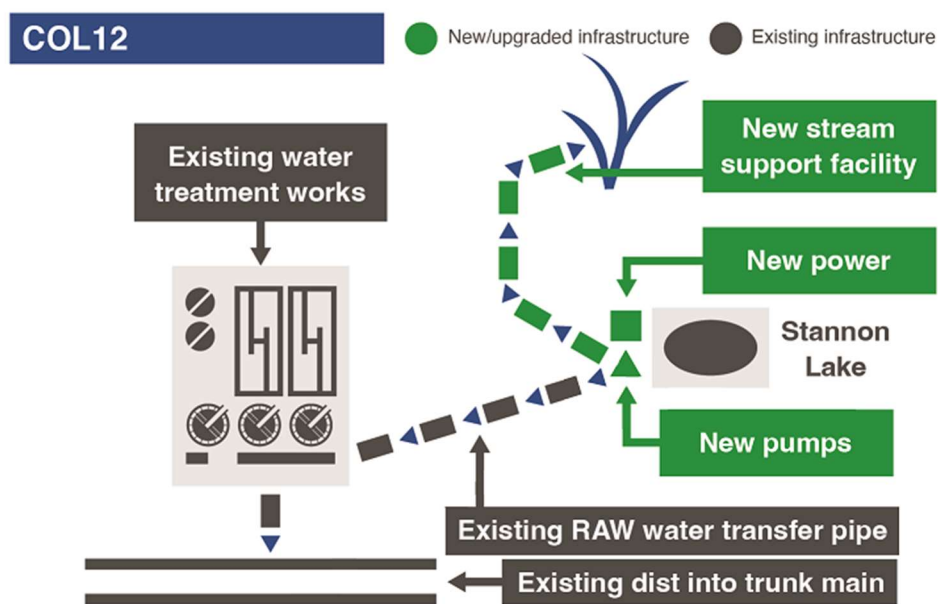 COL12
New/upgraded infrastructure
Existing infrastructure
Existing water
treatment works
New stream
support facility
New power
Stannon
Lake
New pumps
Existing RAW water transfer pipe
Existing dist into trunk main